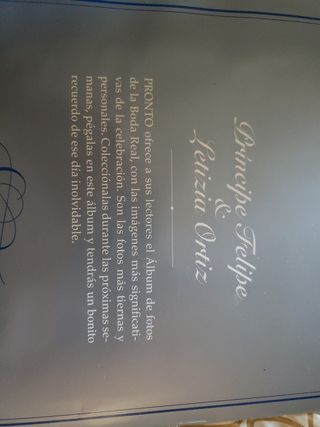 Príncipe Felipe
&
Letizia Ortiz
PRONTO ofrece a sus lectores el Álbum de fotos
de la Boda Real, con las imágenes más significati-
vas de la celebración. Son las fotos más tiernas y
personales. Colecciónalas durante las próximas se-
manas, pégalas en este álbum y tendrás un bonito
recuerdo de ese día inolvidable.